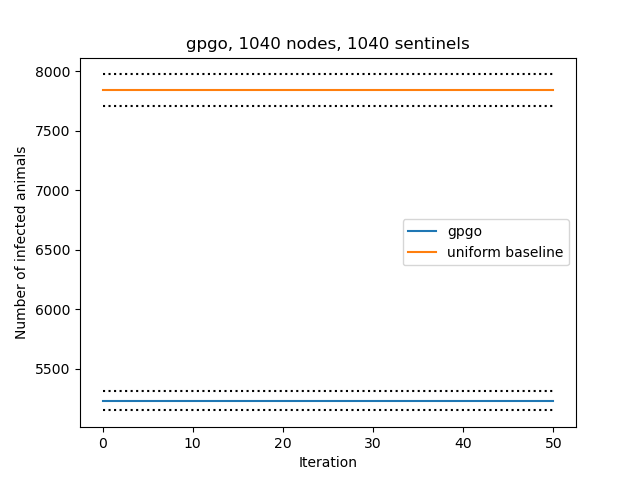 gpgo, 1040 nodes, 1040 sentinels
8000
7500
7000
6500
6000
5500
Number of infected animals
gpgo
uniform baseline
0 10 20 30 40 50
Iteration